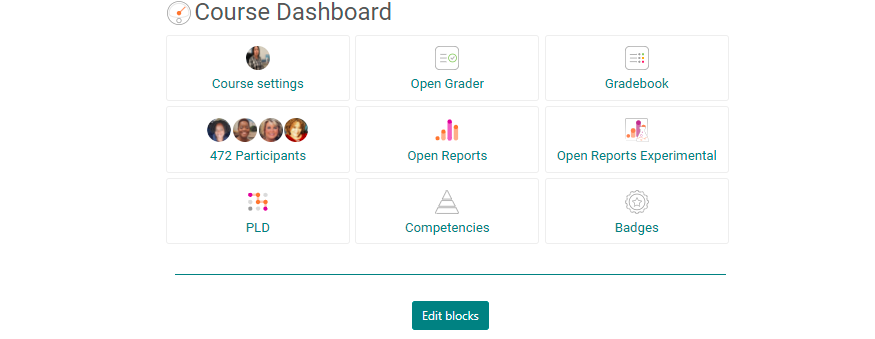 Course Dashboard
Course settings
Open Grader
Gradebook
472 Participants
Open Reports
Open Reports Experimental
PLD
Competencies
Badges
Edit blocks